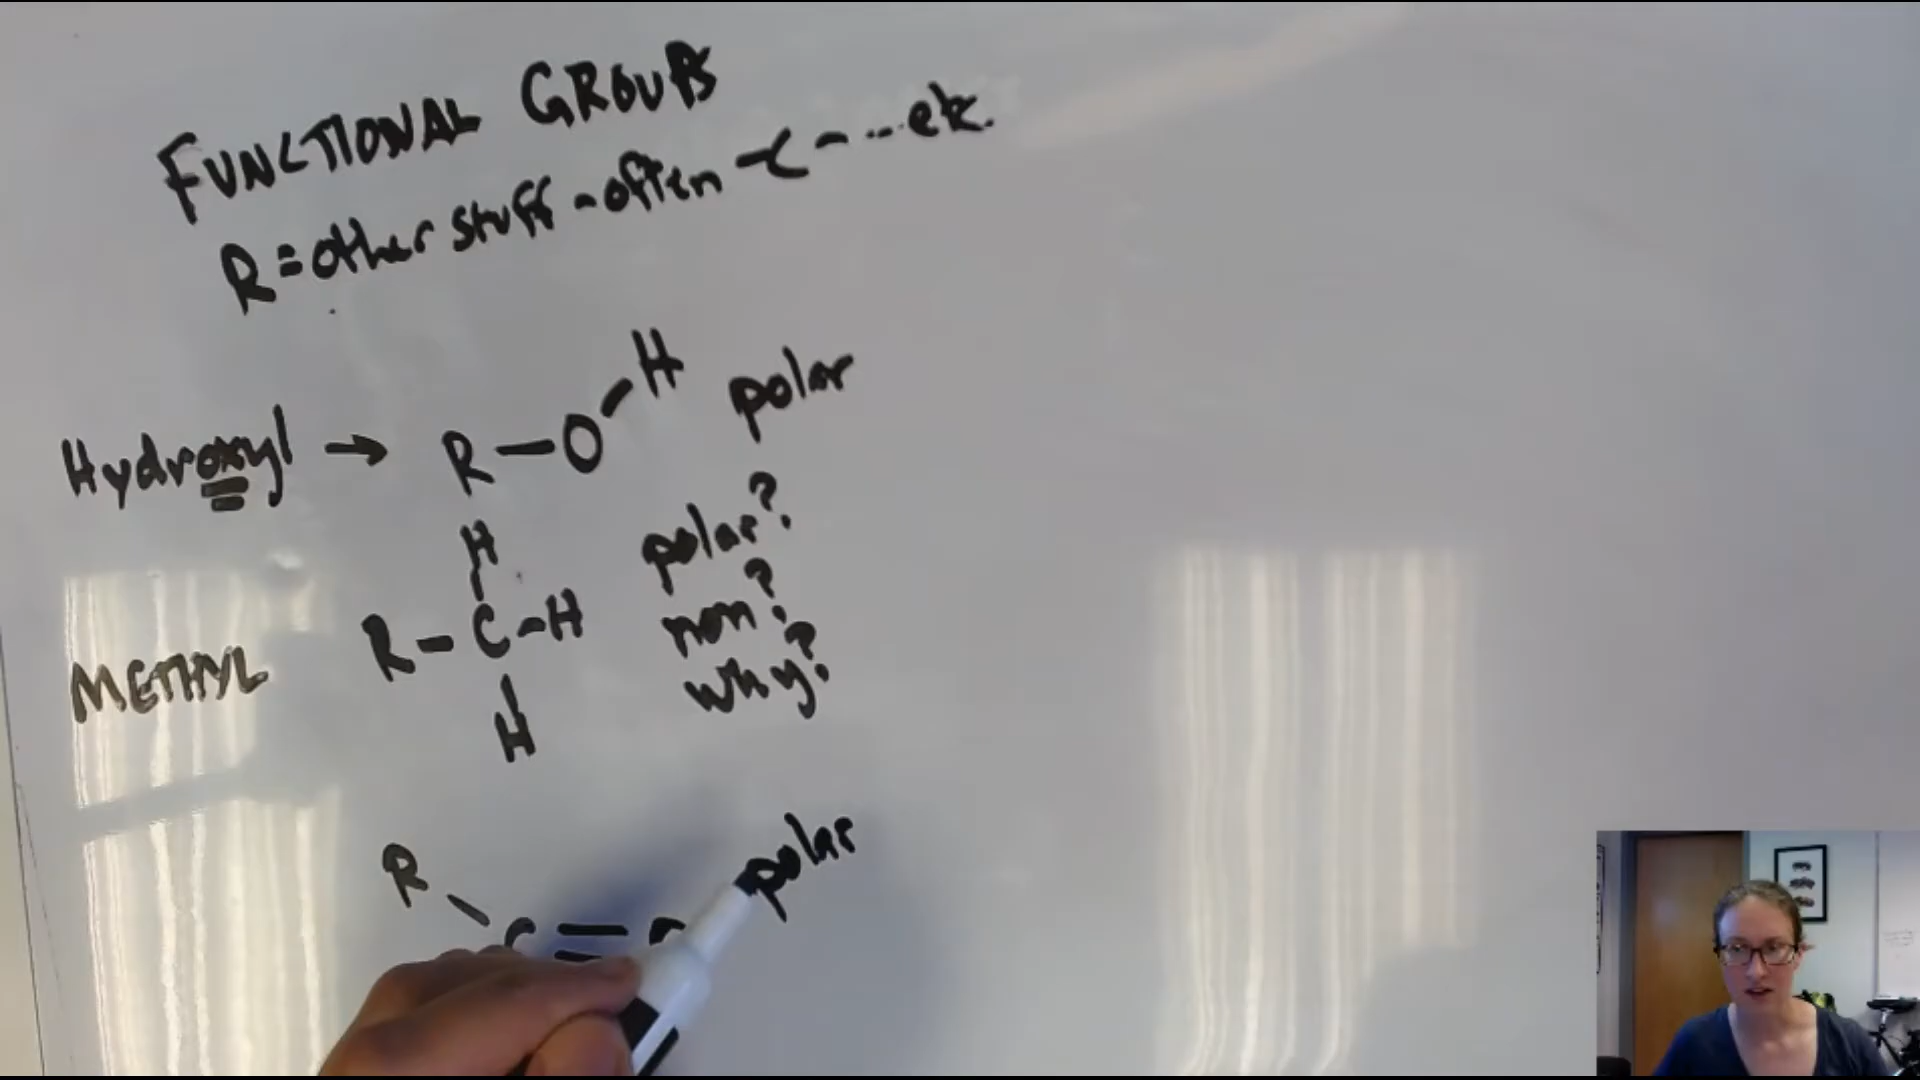 FUNCTIONAL GROUPS
R = other stuff - often -C - ... etc.
Hydroxyl → R - O - H polar
H
METHYL R - C - H polar? non? why?
H
R
C = polar